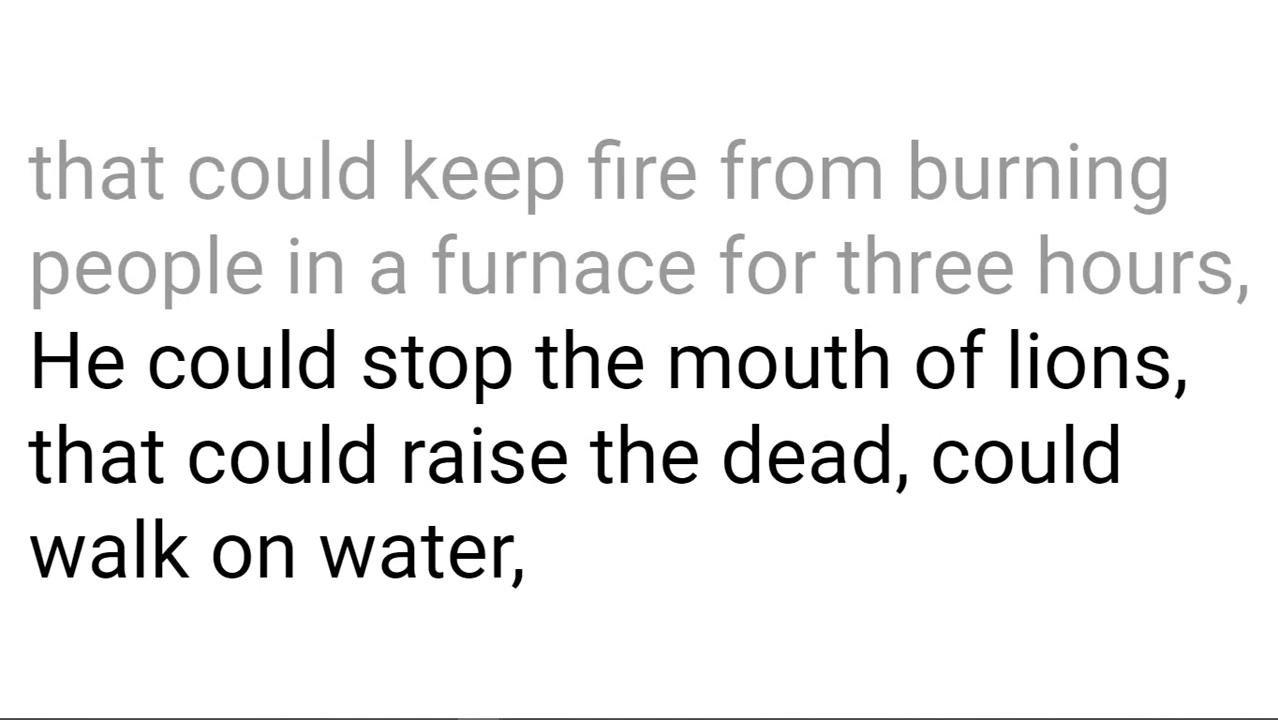 that could keep fire from burning
people in a furnace for three hours,
He could stop the mouth of lions,
that could raise the dead, could
walk on water,